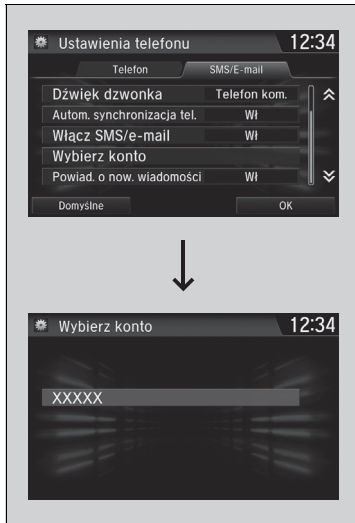 Ustawienia telefonu 12:34
Telefon SMS/E-mail
Dźwięk dzwonka Telefon kom.
Autom. synchronizacja tel. Wł
Włącz SMS/e-mail Wł
Wybierz konto
Powiad. o now. wiadomości Wł
Domyślne OK
Wybierz konto 12:34
XXXXX